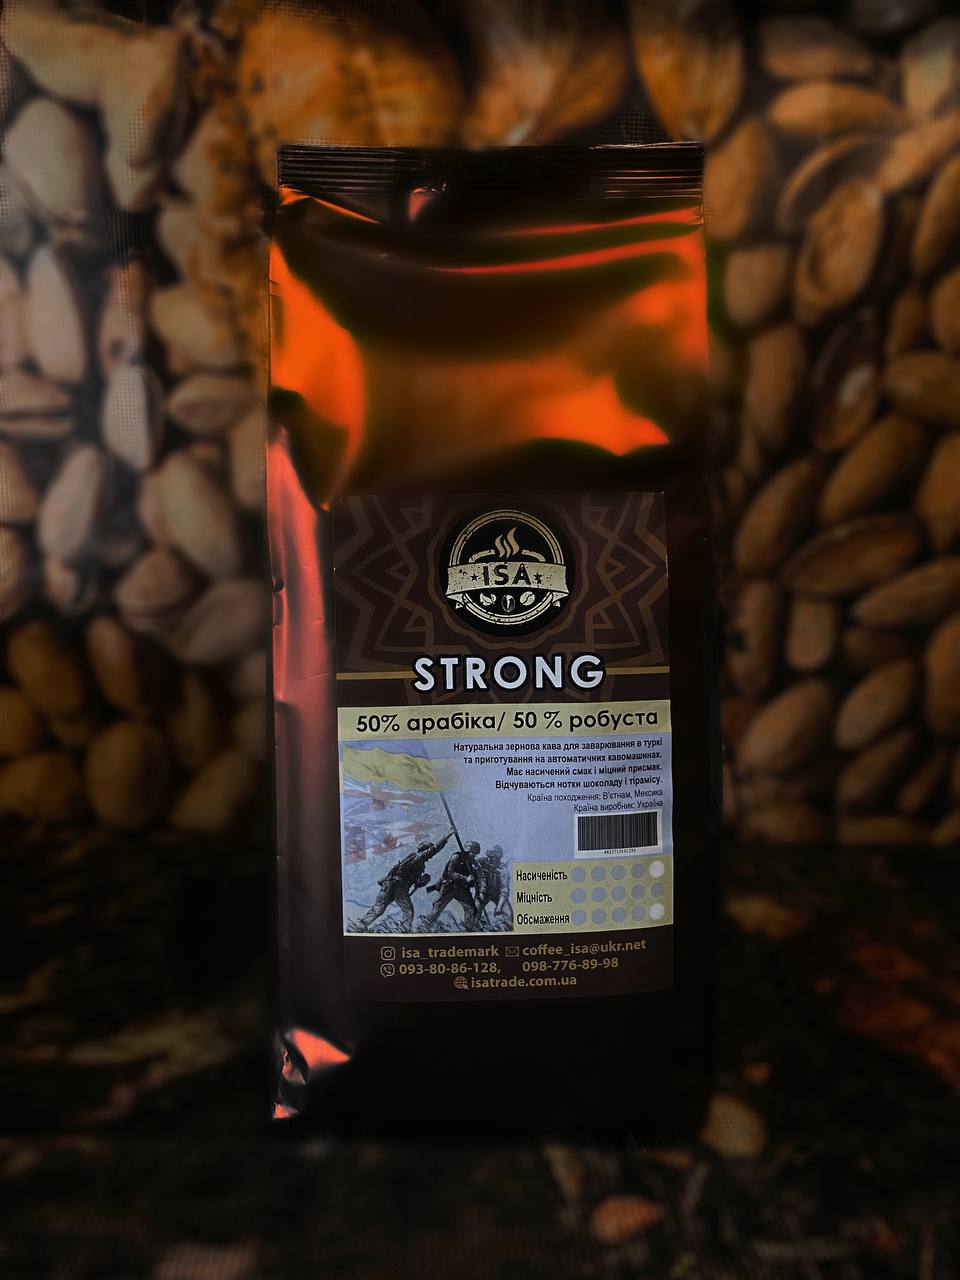 ISA
STRONG
50% арабіка/ 50 % робуста
Натуральна зернова кава для заварювання в туркі
та приготування на автоматичних кавомашинах.
Має насичений смак і міцний присмак.
Відчуваються нотки шоколаду і тірамісу.
Країна походження: В'єтнам, Мексика
Країна виробник: Україна
Насиченість
Міцність
Обсмаження
isa_trademark coffee_isa@ukr.net
093-80-86-128, 098-776-89-98
isatrade.com.ua